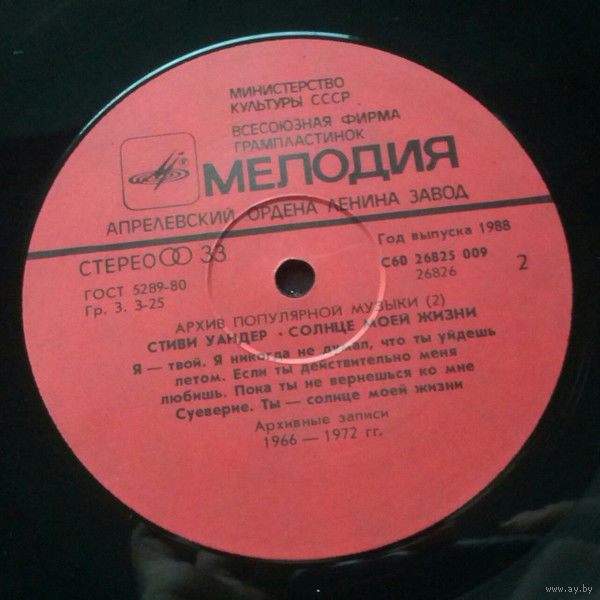 МИНИСТЕРСТВО
КУЛЬТУРЫ СССР
ВСЕСОЮЗНАЯ ФИРМА
ГРАМПЛАСТИНОК
МЕЛОДИЯ
АПРЕЛЕВСКИЙ ОРДЕНА ЛЕНИНА ЗАВОД
СТЕРЕО 33
ГОСТ 5289-80
Гр. 3. 3-25
Год выпуска 1988
С60 26825 009
26826
2
АРХИВ ПОПУЛЯРНОЙ МУЗЫКИ (2)
СТИВИ УАНДЕР · СОЛНЦЕ МОЕЙ ЖИЗНИ
Я — твой. Я никогда не думал, что ты уйдешь
летом. Если ты действительно меня
любишь. Пока ты не вернешься ко мне
Суеверие. Ты — солнце моей жизни
Архивные записи
1966 — 1972 гг.
www.ay.by